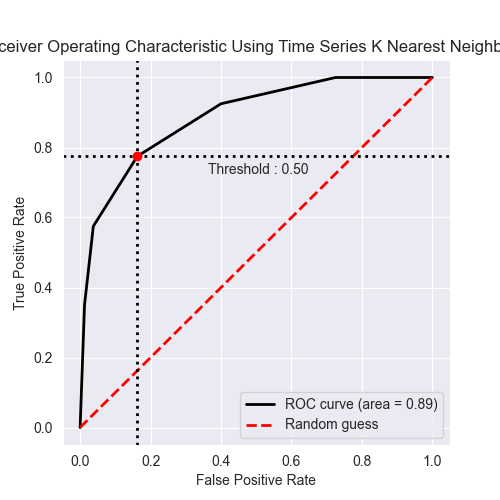 ceiver Operating Characteristic Using Time Series K Nearest Neighb
1.0
0.8
0.6
0.4
0.2
0.0
True Positive Rate
Threshold : 0.50
ROC curve (area = 0.89)
Random guess
0.0 0.2 0.4 0.6 0.8 1.0
False Positive Rate